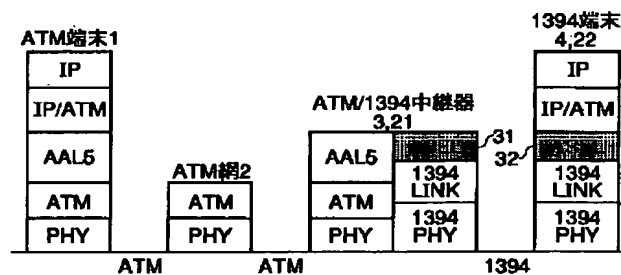 ATM端末1
IP
IP/ATM
AAL5
ATM
PHY
ATM網2
ATM
PHY
ATM/1394中継器
3,21
AAL5
ATM
PHY
31
1394
LINK
1394
PHY
1394端末
4,22
IP
IP/ATM
32
1394
LINK
1394
PHY
ATM
ATM
1394